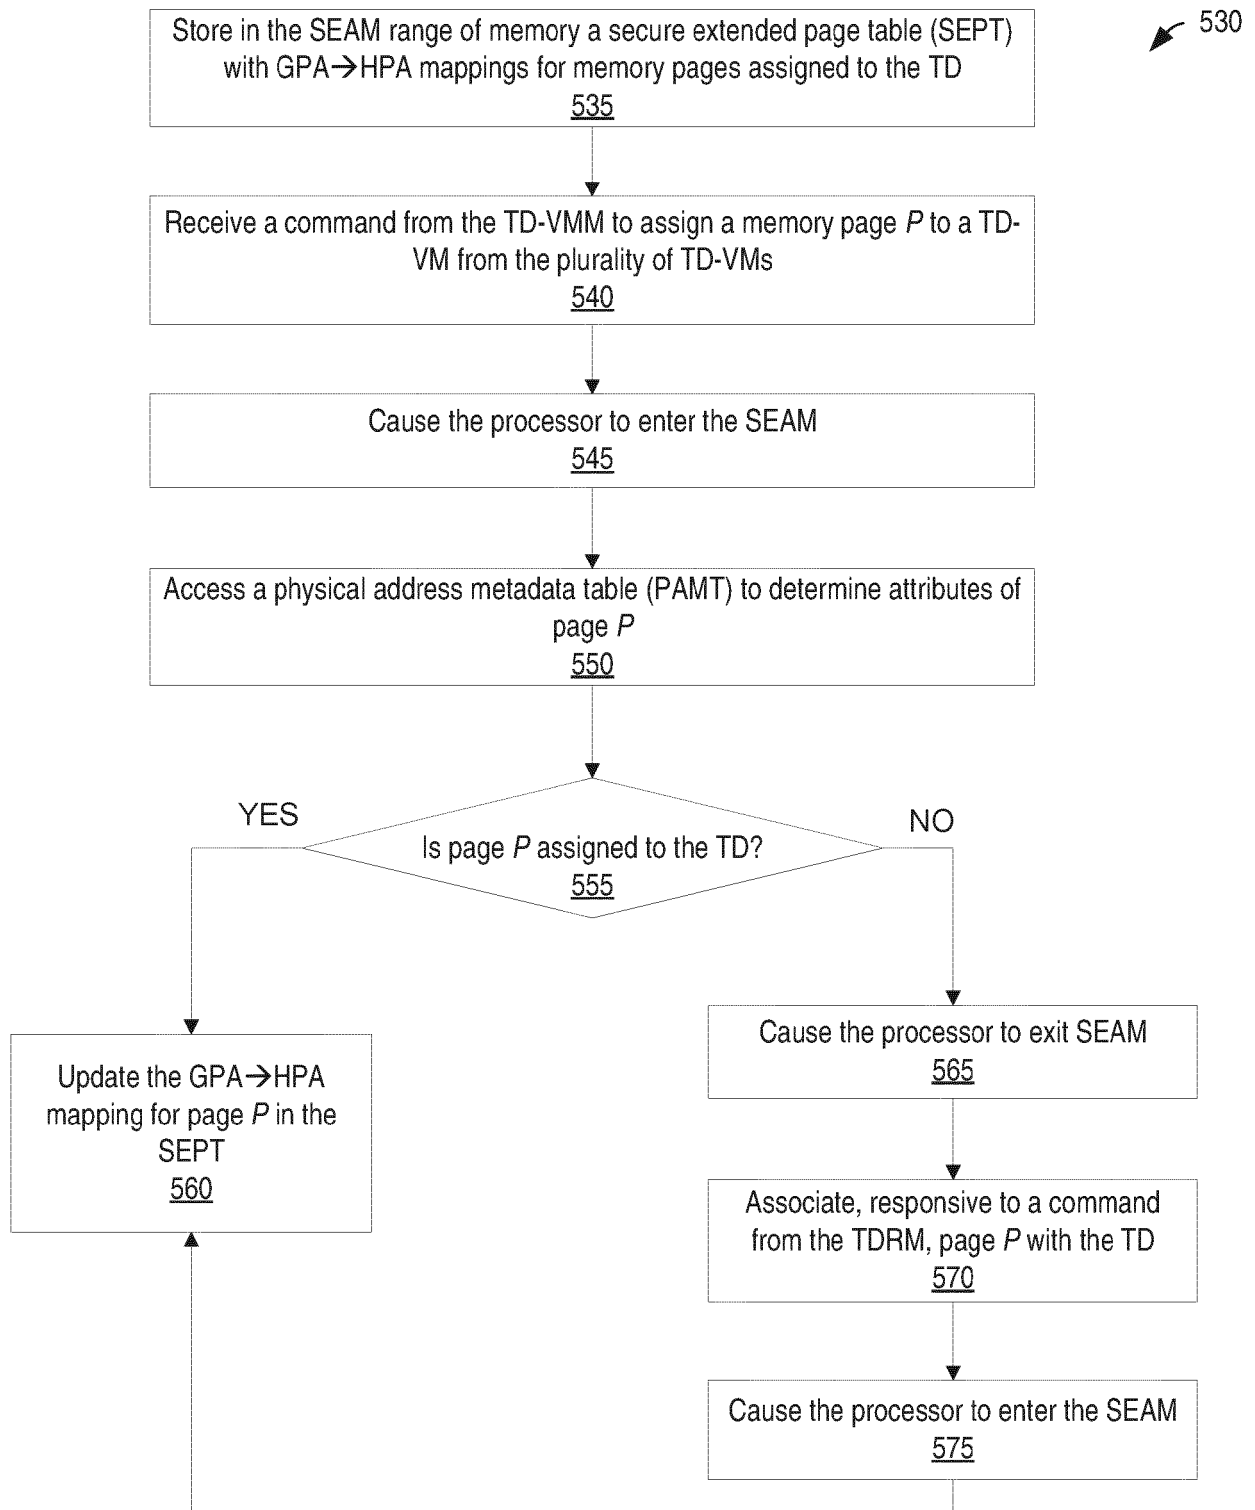 530
Store in the SEAM range of memory a secure extended page table (SEPT)
with GPA→HPA mappings for memory pages assigned to the TD
535
Receive a command from the TD-VMM to assign a memory page P to a TD-
VM from the plurality of TD-VMs
540
Cause the processor to enter the SEAM
545
Access a physical address metadata table (PAMT) to determine attributes of
page P
550
YES
NO
Is page P assigned to the TD?
555
Update the GPA→HPA
mapping for page P in the
SEPT
560
Cause the processor to exit SEAM
565
Associate, responsive to a command
from the TDRM, page P with the TD
570
Cause the processor to enter the SEAM
575